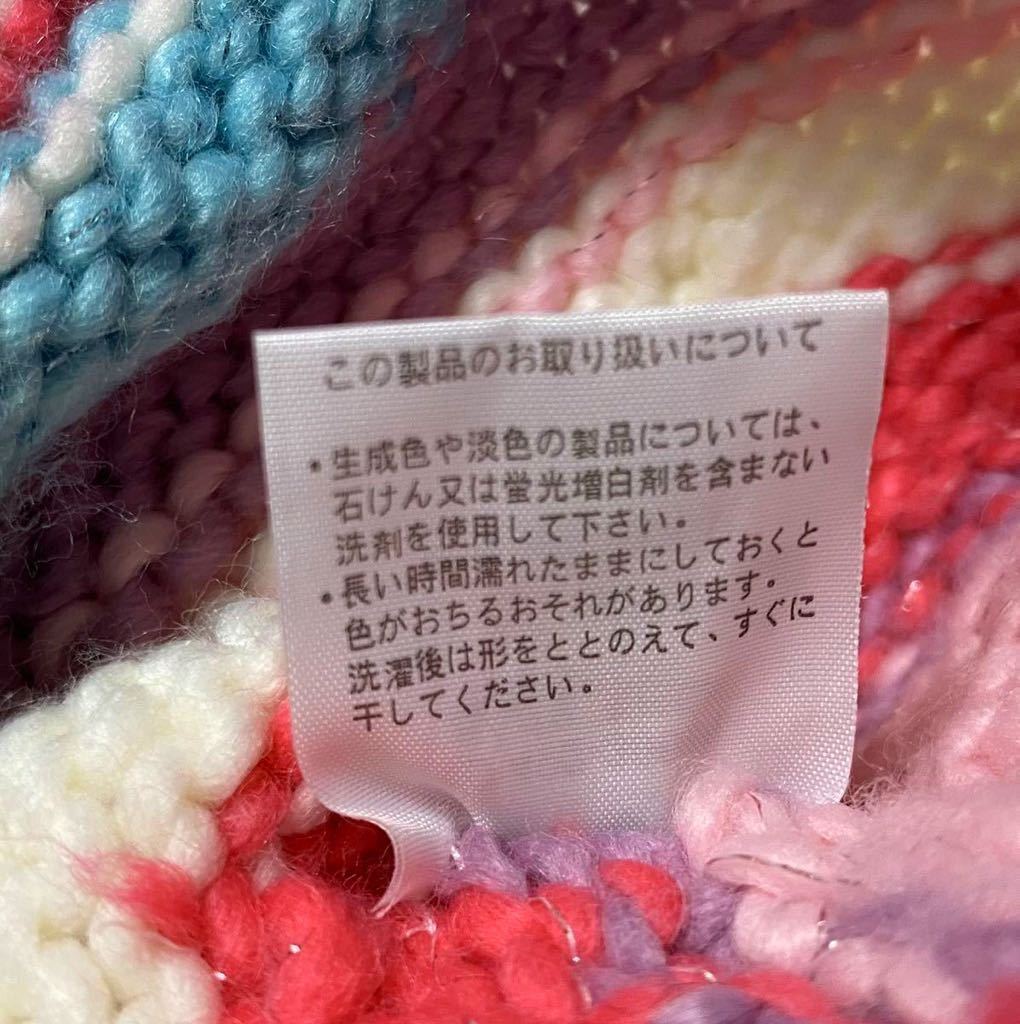 この製品のお取り扱いについて
・生成色や淡色の製品については、
石けん又は蛍光増白剤を含まない
洗剤を使用して下さい。
・長い時間濡れたままにしておくと
色がおちるおそれがあります。
洗濯後は形をととのえて、すぐに
干してください。